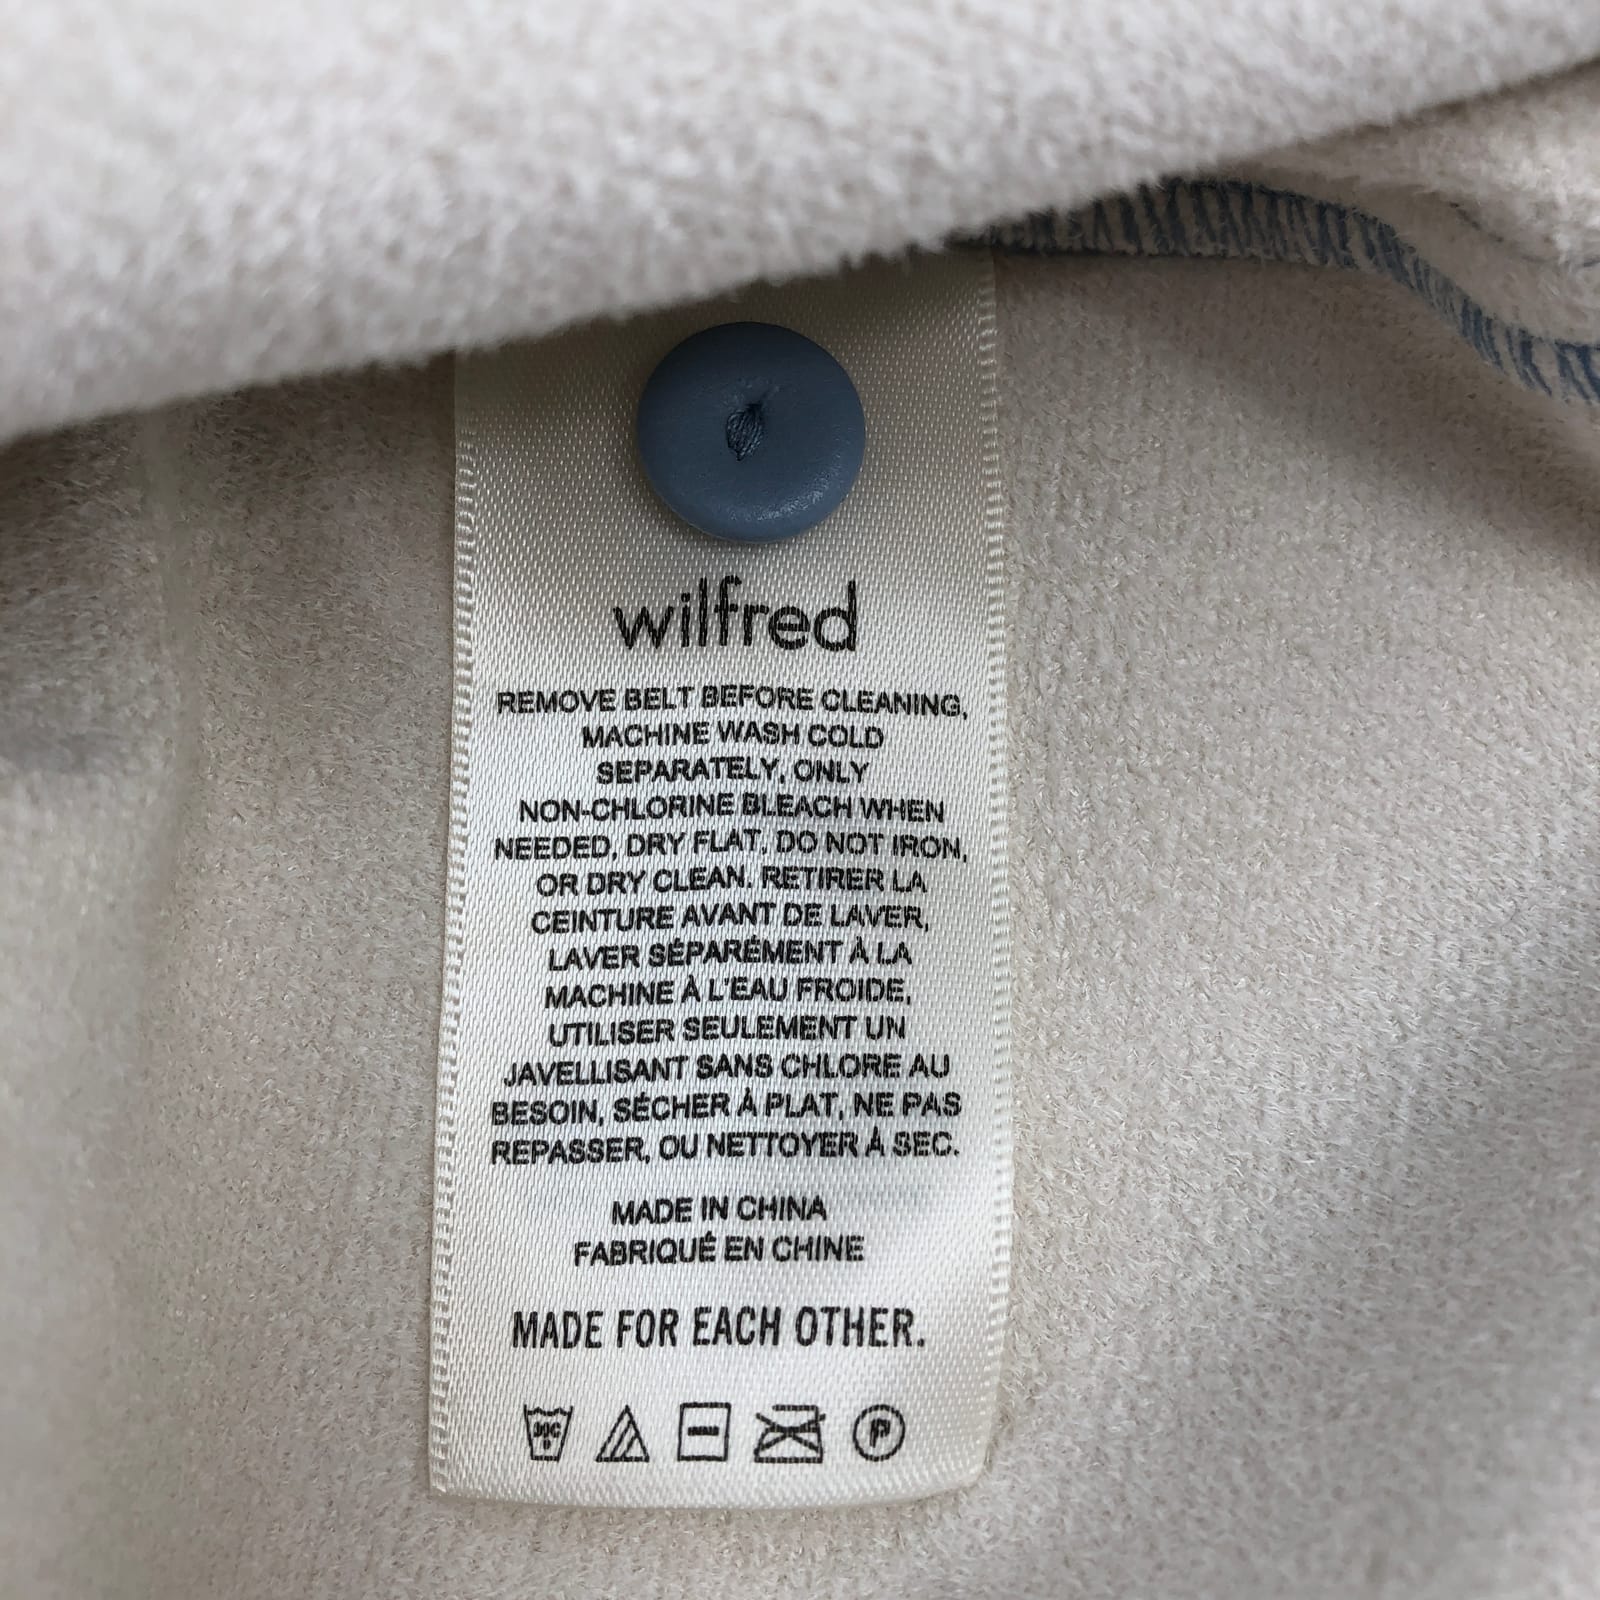 wilfred
REMOVE BELT BEFORE CLEANING,
MACHINE WASH COLD
SEPARATELY, ONLY
NON-CHLORINE BLEACH WHEN
NEEDED, DRY FLAT, DO NOT IRON,
OR DRY CLEAN. RETIRER LA
CEINTURE AVANT DE LAVER,
LAVER SÉPARÉMENT À LA
MACHINE À L'EAU FROIDE,
UTILISER SEULEMENT UN
JAVELLISANT SANS CHLORE AU
BESOIN, SÉCHER À PLAT, NE PAS
REPASSER, OU NETTOYER À SEC.
MADE IN CHINA
FABRIQUÉ EN CHINE
MADE FOR EACH OTHER.
30C P